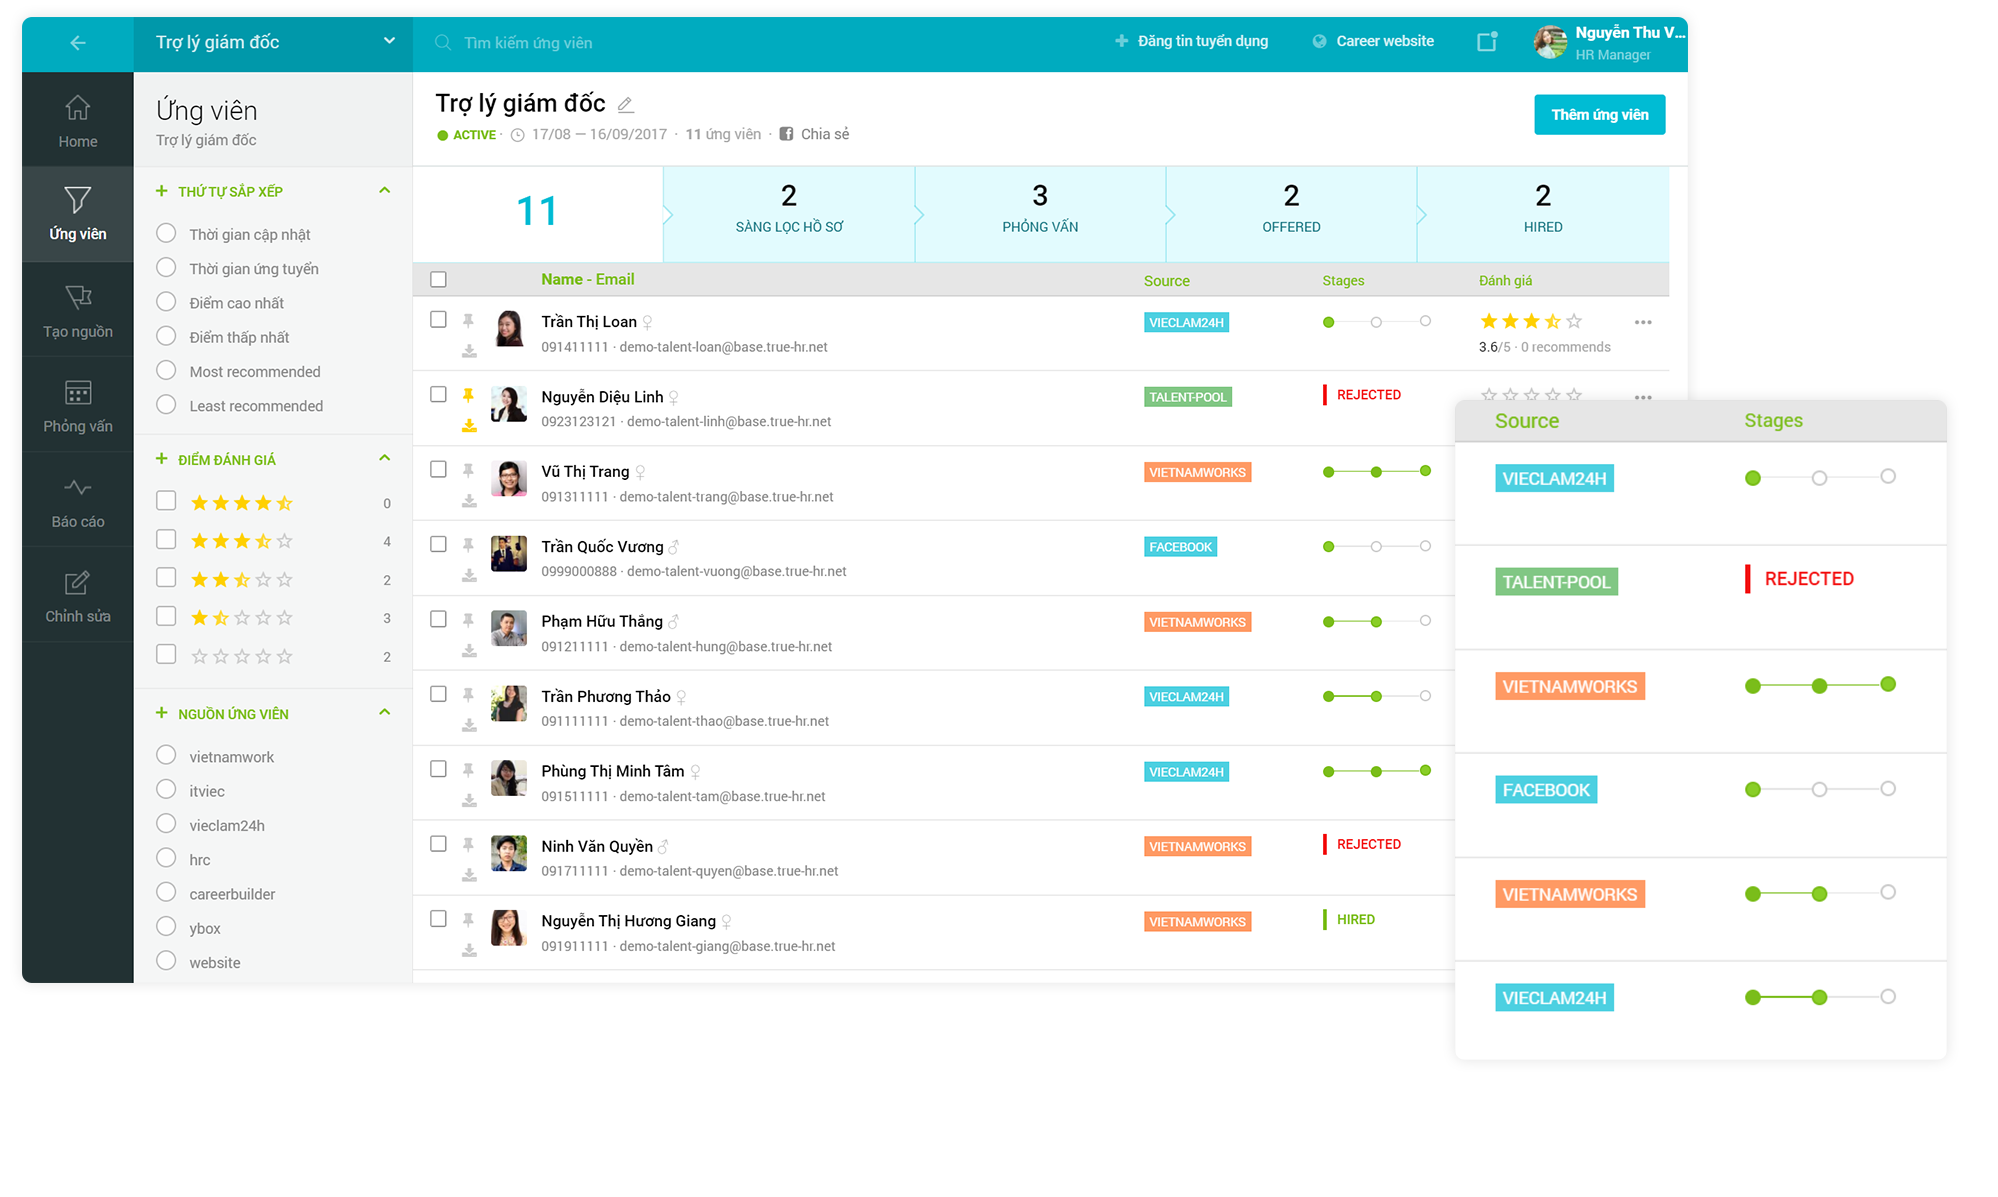 Trợ lý giám đốc
Tìm kiếm ứng viên
Đăng tin tuyển dụng
Career website
Nguyễn Thu V...
HR Manager
Home
Ứng viên
Tạo nguồn
Phỏng vấn
Báo cáo
Chỉnh sửa
Ứng viên
Trợ lý giám đốc
THỨ TỰ SẮP XẾP
Thời gian cập nhật
Thời gian ứng tuyển
Điểm cao nhất
Điểm thấp nhất
Most recommended
Least recommended
ĐIỂM ĐÁNH GIÁ
0
4
2
3
2
NGUỒN ỨNG VIÊN
vietnamwork
itviec
vieclam24h
hrc
careerbuilder
ybox
website
Trợ lý giám đốc
ACTIVE · 17/08 — 16/09/2017 · 11 ứng viên · Chia sẻ
Thêm ứng viên
11
2
SÀNG LỌC HỒ SƠ
3
PHỎNG VẤN
2
OFFERED
2
HIRED
Name - Email Source Stages Đánh giá
Trần Thị Loan VIECLAM24H
091411111 · demo-talent-loan@base.true-hr.net 3.6/5 · 0 recommends
Nguyễn Diệu Linh TALENT-POOL REJECTED
0923123121 · demo-talent-linh@base.true-hr.net
Vũ Thị Trang VIETNAMWORKS
091311111 · demo-talent-trang@base.true-hr.net
Trần Quốc Vương FACEBOOK
0999000888 · demo-talent-vuong@base.true-hr.net
Phạm Hữu Thắng VIETNAMWORKS
091211111 · demo-talent-hung@base.true-hr.net
Trần Phương Thảo VIECLAM24H
091111111 · demo-talent-thao@base.true-hr.net
Phùng Thị Minh Tâm VIECLAM24H
091511111 · demo-talent-tam@base.true-hr.net
Ninh Văn Quyền VIETNAMWORKS REJECTED
091711111 · demo-talent-quyen@base.true-hr.net
Nguyễn Thị Hương Giang VIETNAMWORKS HIRED
091911111 · demo-talent-giang@base.true-hr.net
Source Stages
VIECLAM24H
TALENT-POOL REJECTED
VIETNAMWORKS
FACEBOOK
VIETNAMWORKS
VIECLAM24H